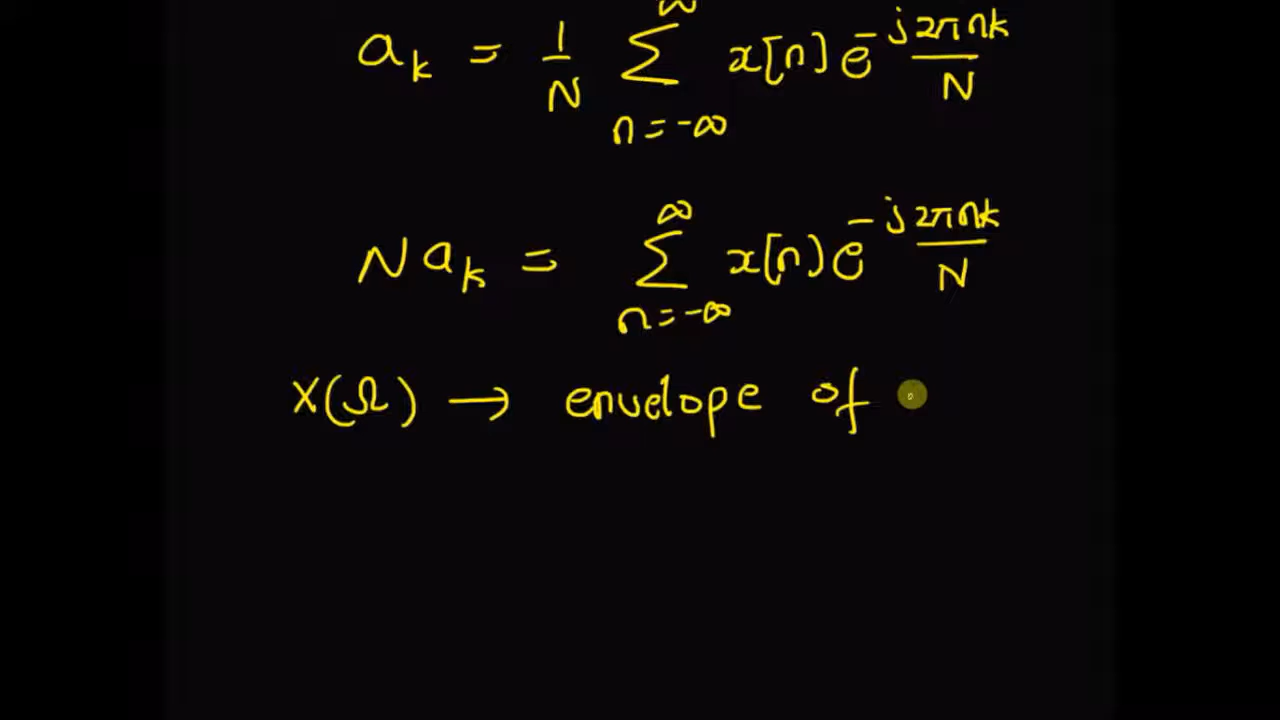 a_k = 1/N ∑_{n=-∞}^{∞} x[n] e^{-j2πnk/N}
N a_k = ∑_{n=-∞}^{∞} x[n] e^{-j2πnk/N}
X(Ω) → envelope of